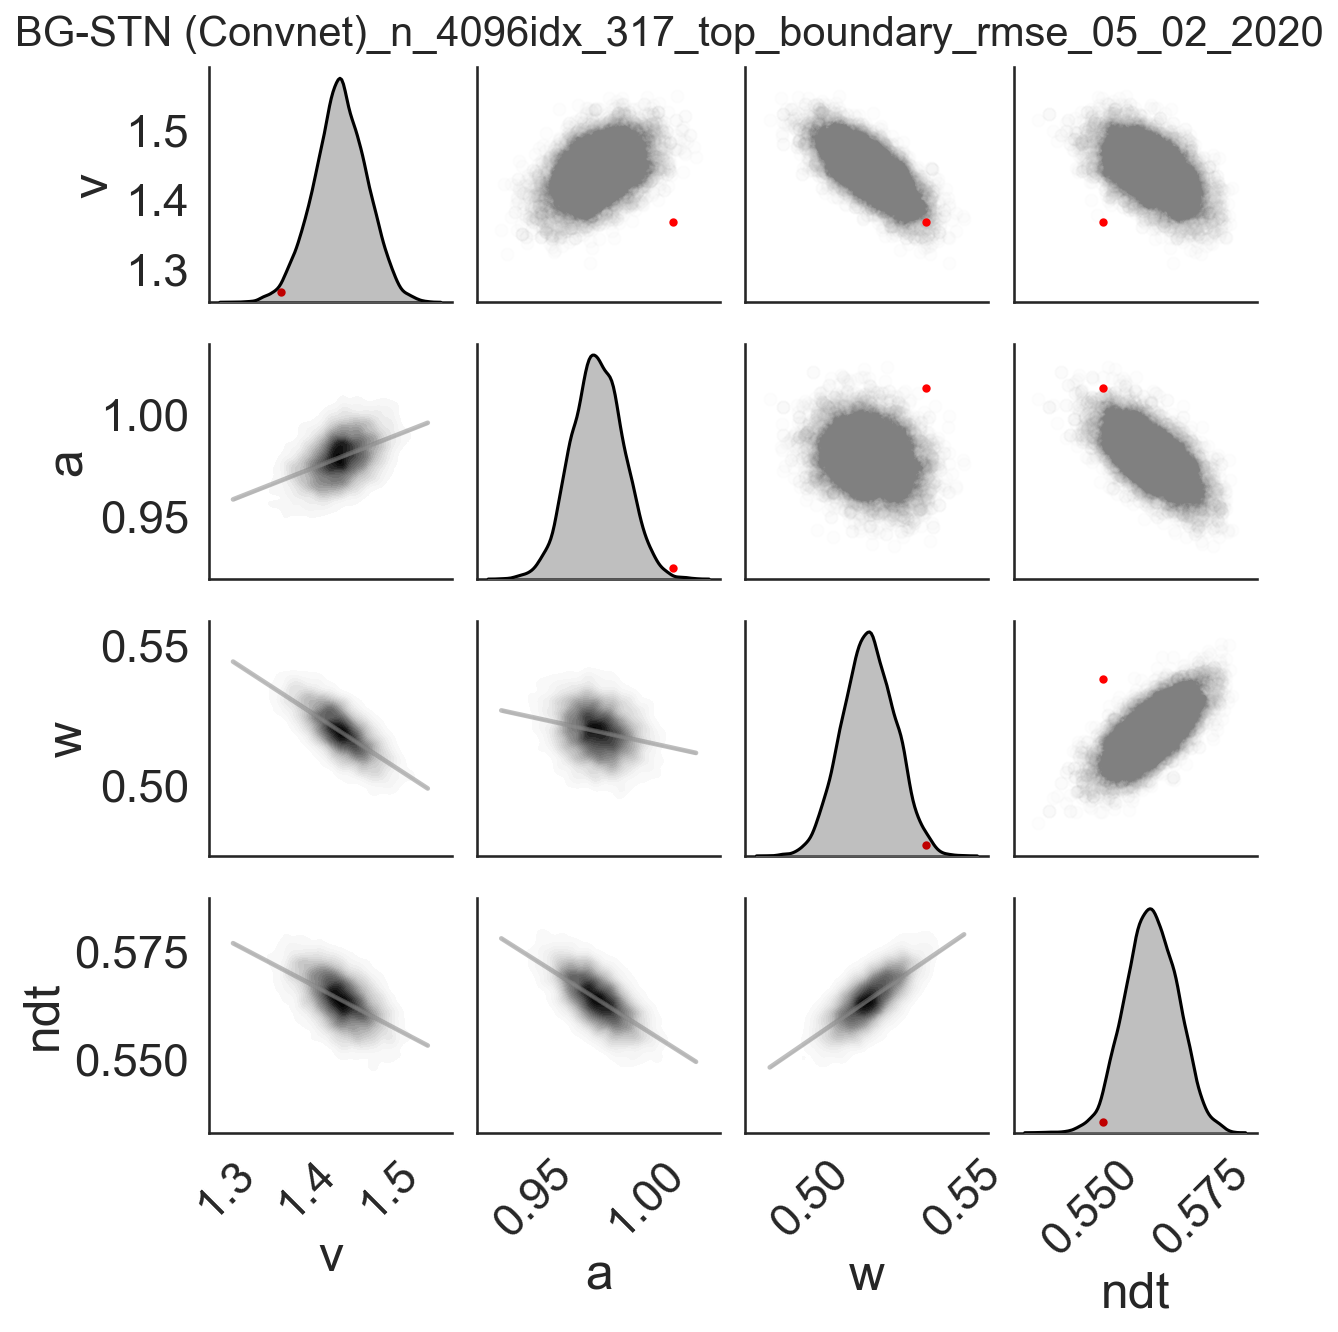 BG-STN (Convnet)_n_4096idx_317_top_boundary_rmse_05_02_2020
v
1.5
1.4
1.3
a
1.00
0.95
w
0.55
0.50
ndt
0.575
0.550
1.3 1.4 1.5
0.95 1.00
0.50 0.55
0.550 0.575
v
a
w
ndt